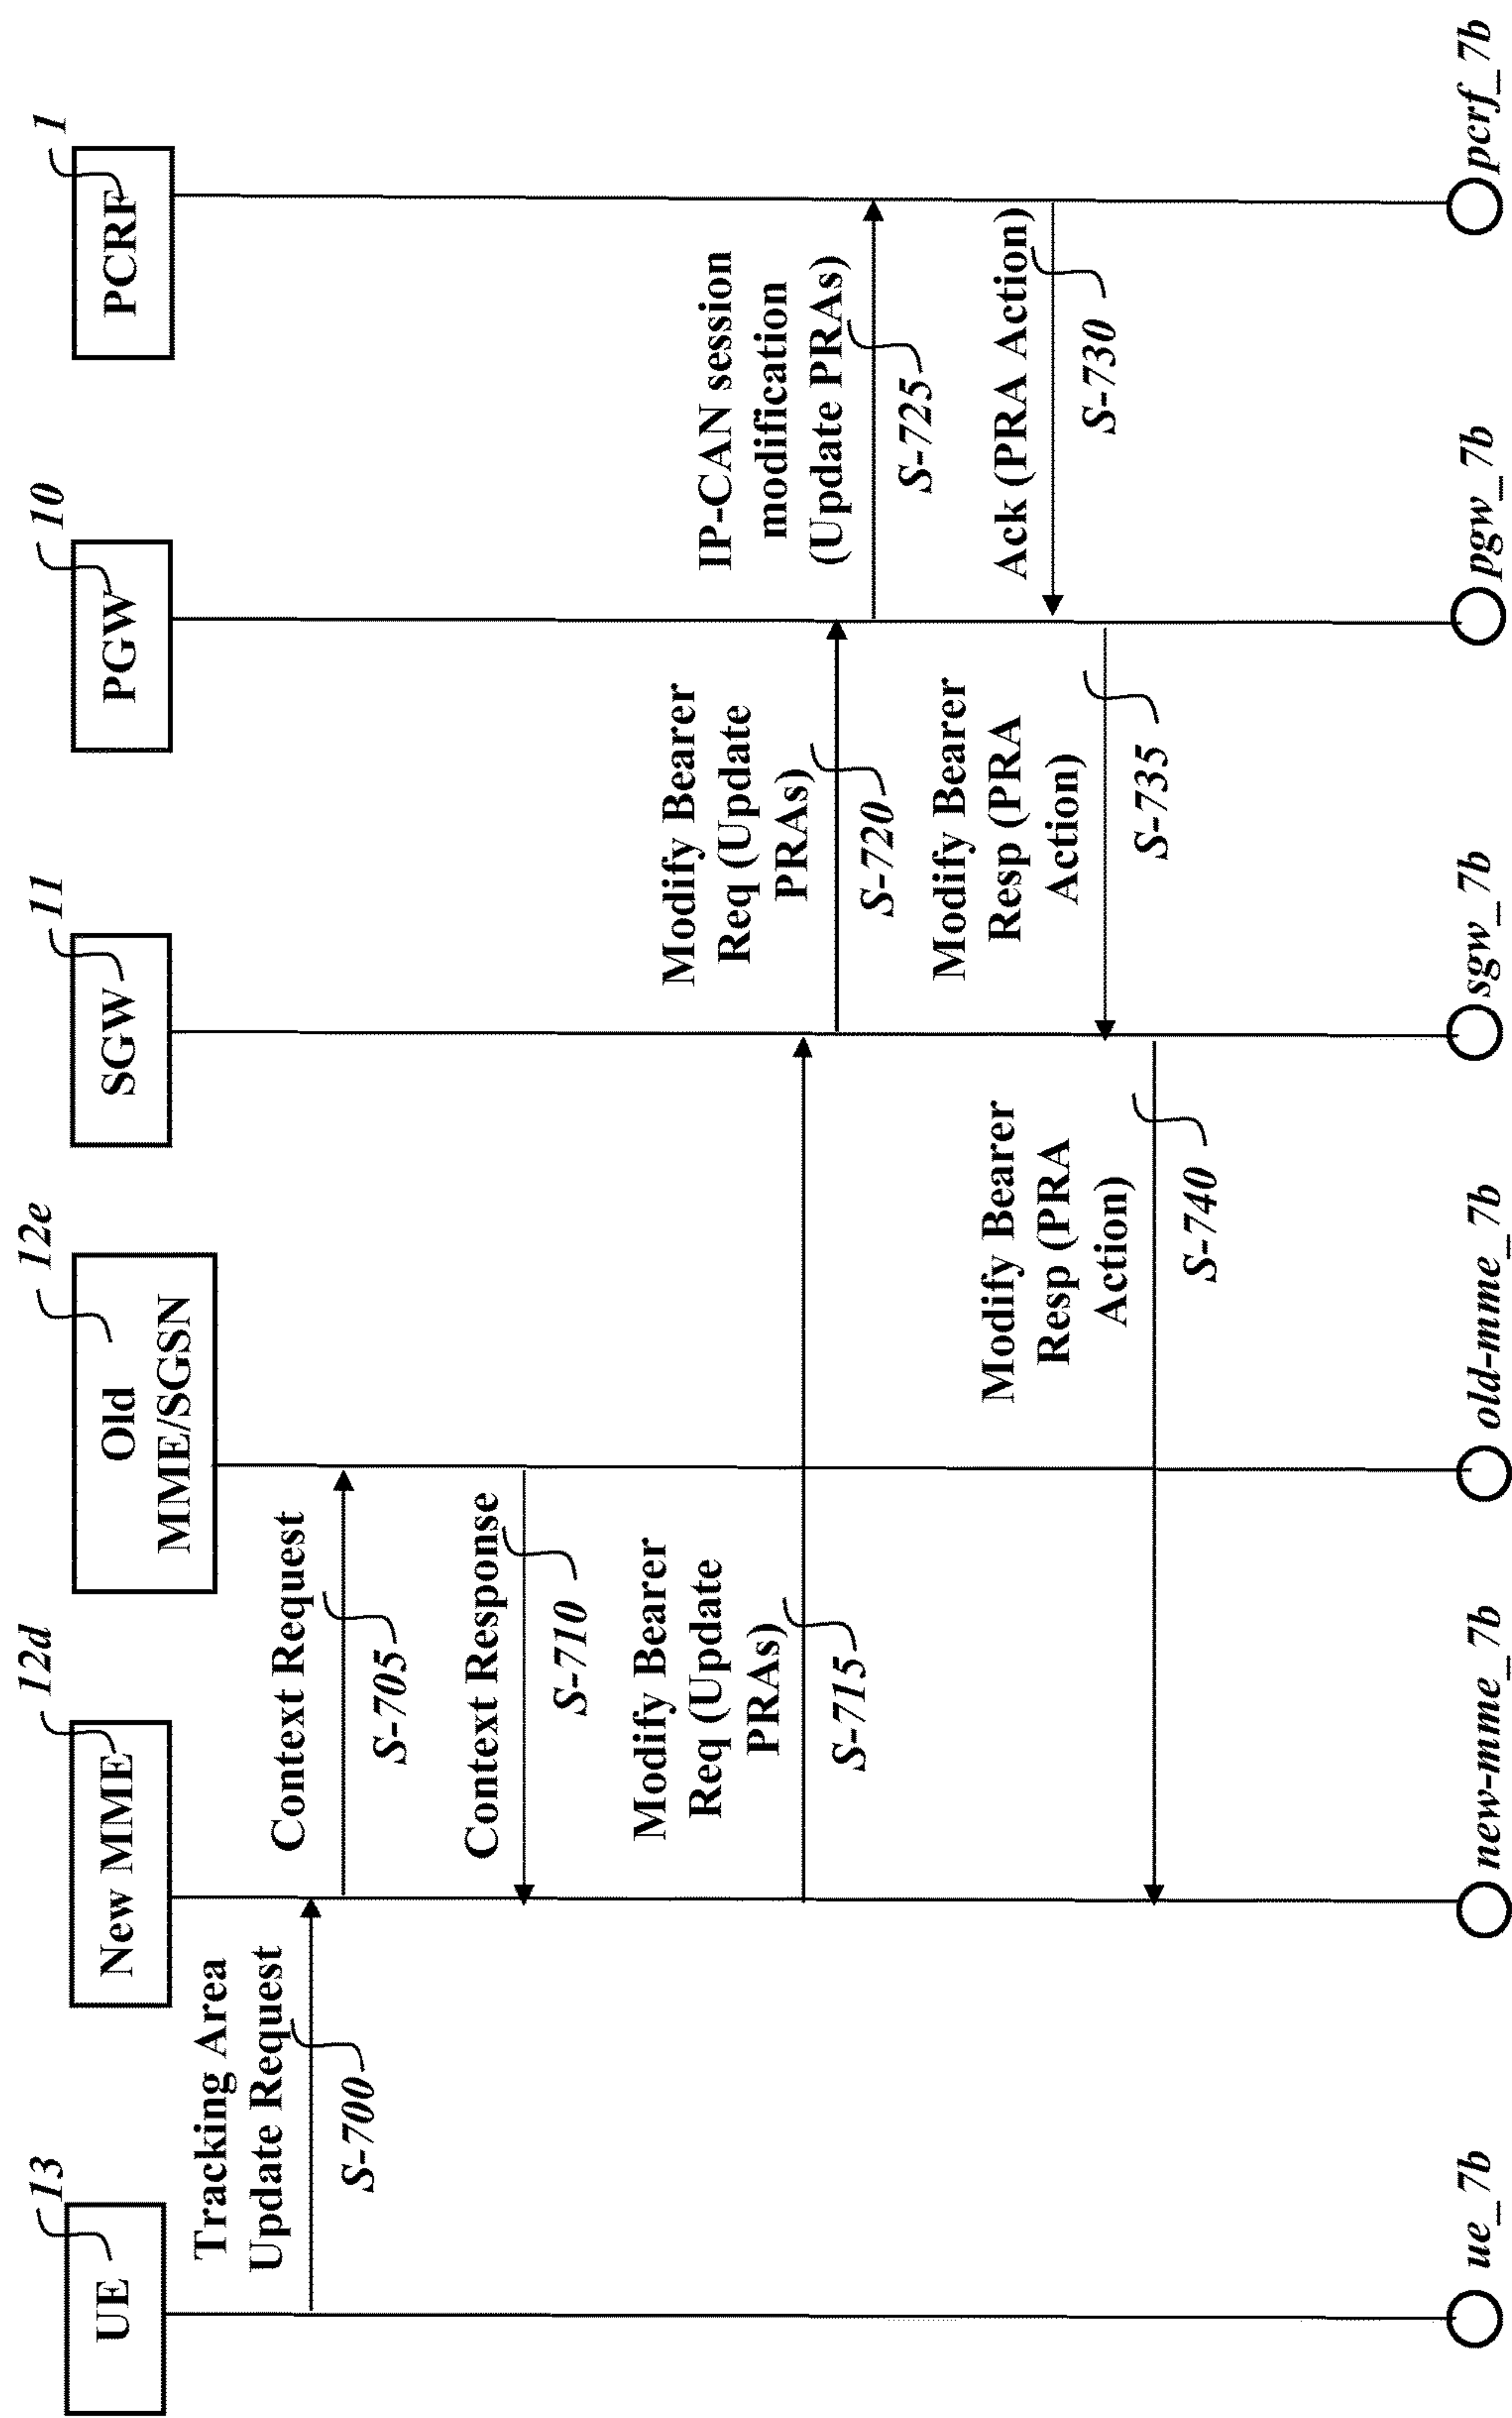 13
12d
12e
11
10
1
UE
New MME
Old
MME/SGSN
SGW
PGW
PCRF
Tracking Area
Update Request
S-700
Context Request
S-705
Context Response
S-710
Modify Bearer
Req (Update
PRAs)
S-715
Modify Bearer
Req (Update
PRAs)
S-720
IP-CAN session
modification
(Update PRAs)
S-725
Ack (PRA Action)
S-730
Modify Bearer
Resp (PRA
Action)
S-735
Modify Bearer
Resp (PRA
Action)
S-740
ue_7b
new-mme_7b
old-mme_7b
sgw_7b
pgw_7b
pcrf_7b